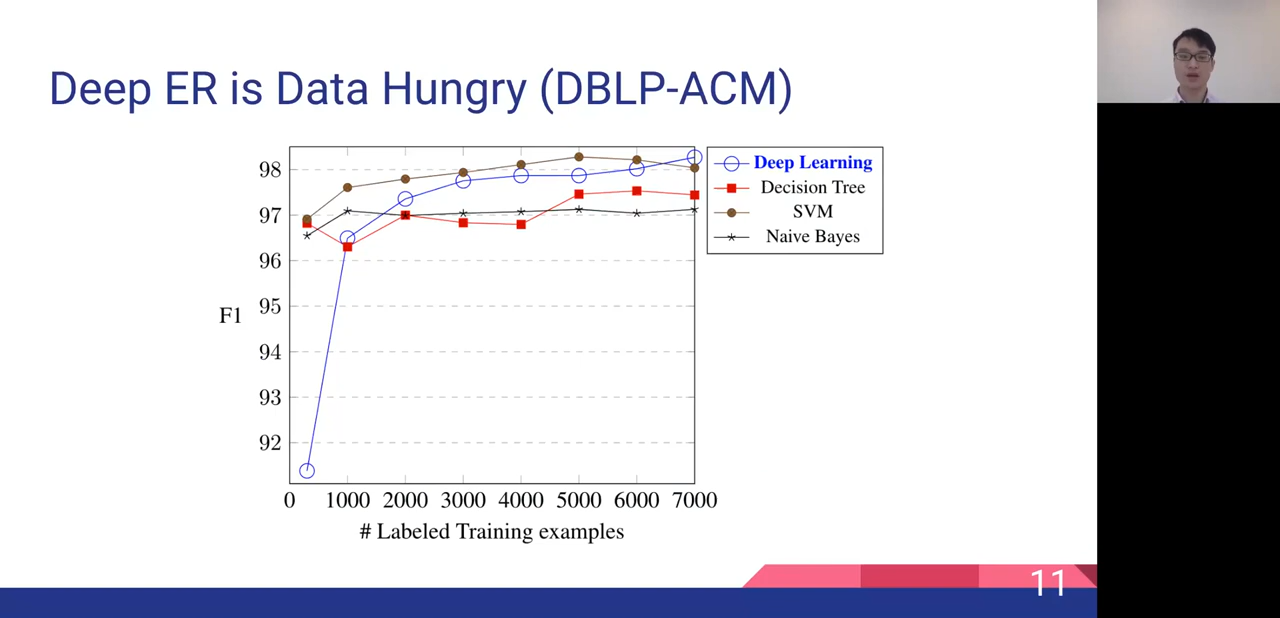 Deep ER is Data Hungry (DBLP-ACM)
98
97
96
95
94
93
92
F1
0 1000 2000 3000 4000 5000 6000 7000
# Labeled Training examples
Deep Learning
Decision Tree
SVM
Naive Bayes
11